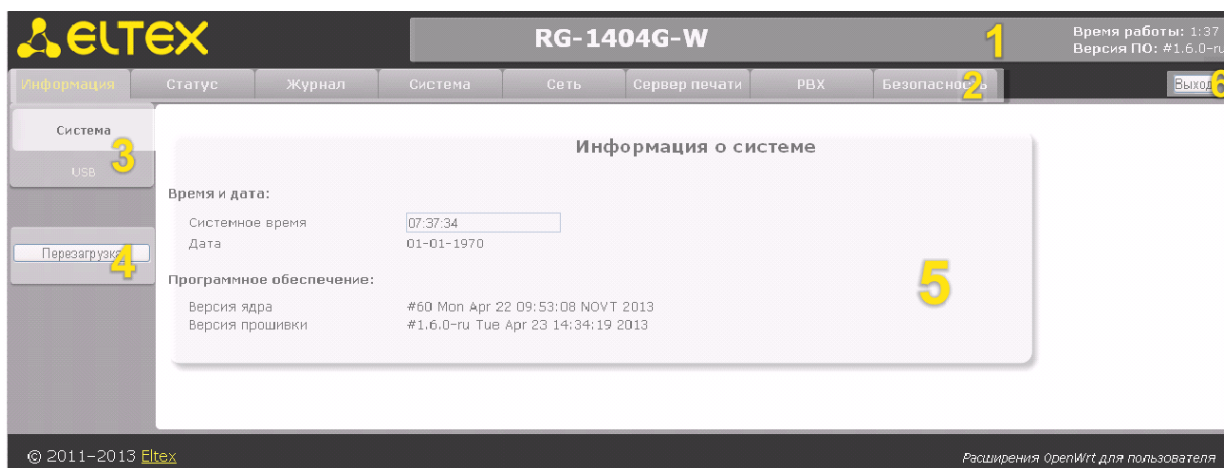 ELTEX
RG-1404G-W
1
Время работы: 1:37
Версия ПО: #1.6.0-ru
Информация Статус Журнал Система Сеть Сервер печати PBX Безопасность 2
Выход 6
Система
3
USB
Перезагрузка
4
Информация о системе
Время и дата:
Системное время 07:37:34
Дата 01-01-1970
Программное обеспечение:
5
Версия ядра #60 Mon Apr 22 09:53:08 NOVT 2013
Версия прошивки #1.6.0-ru Tue Apr 23 14:34:19 2013
© 2011-2013 Eltex
Расширения OpenWrt для пользователя